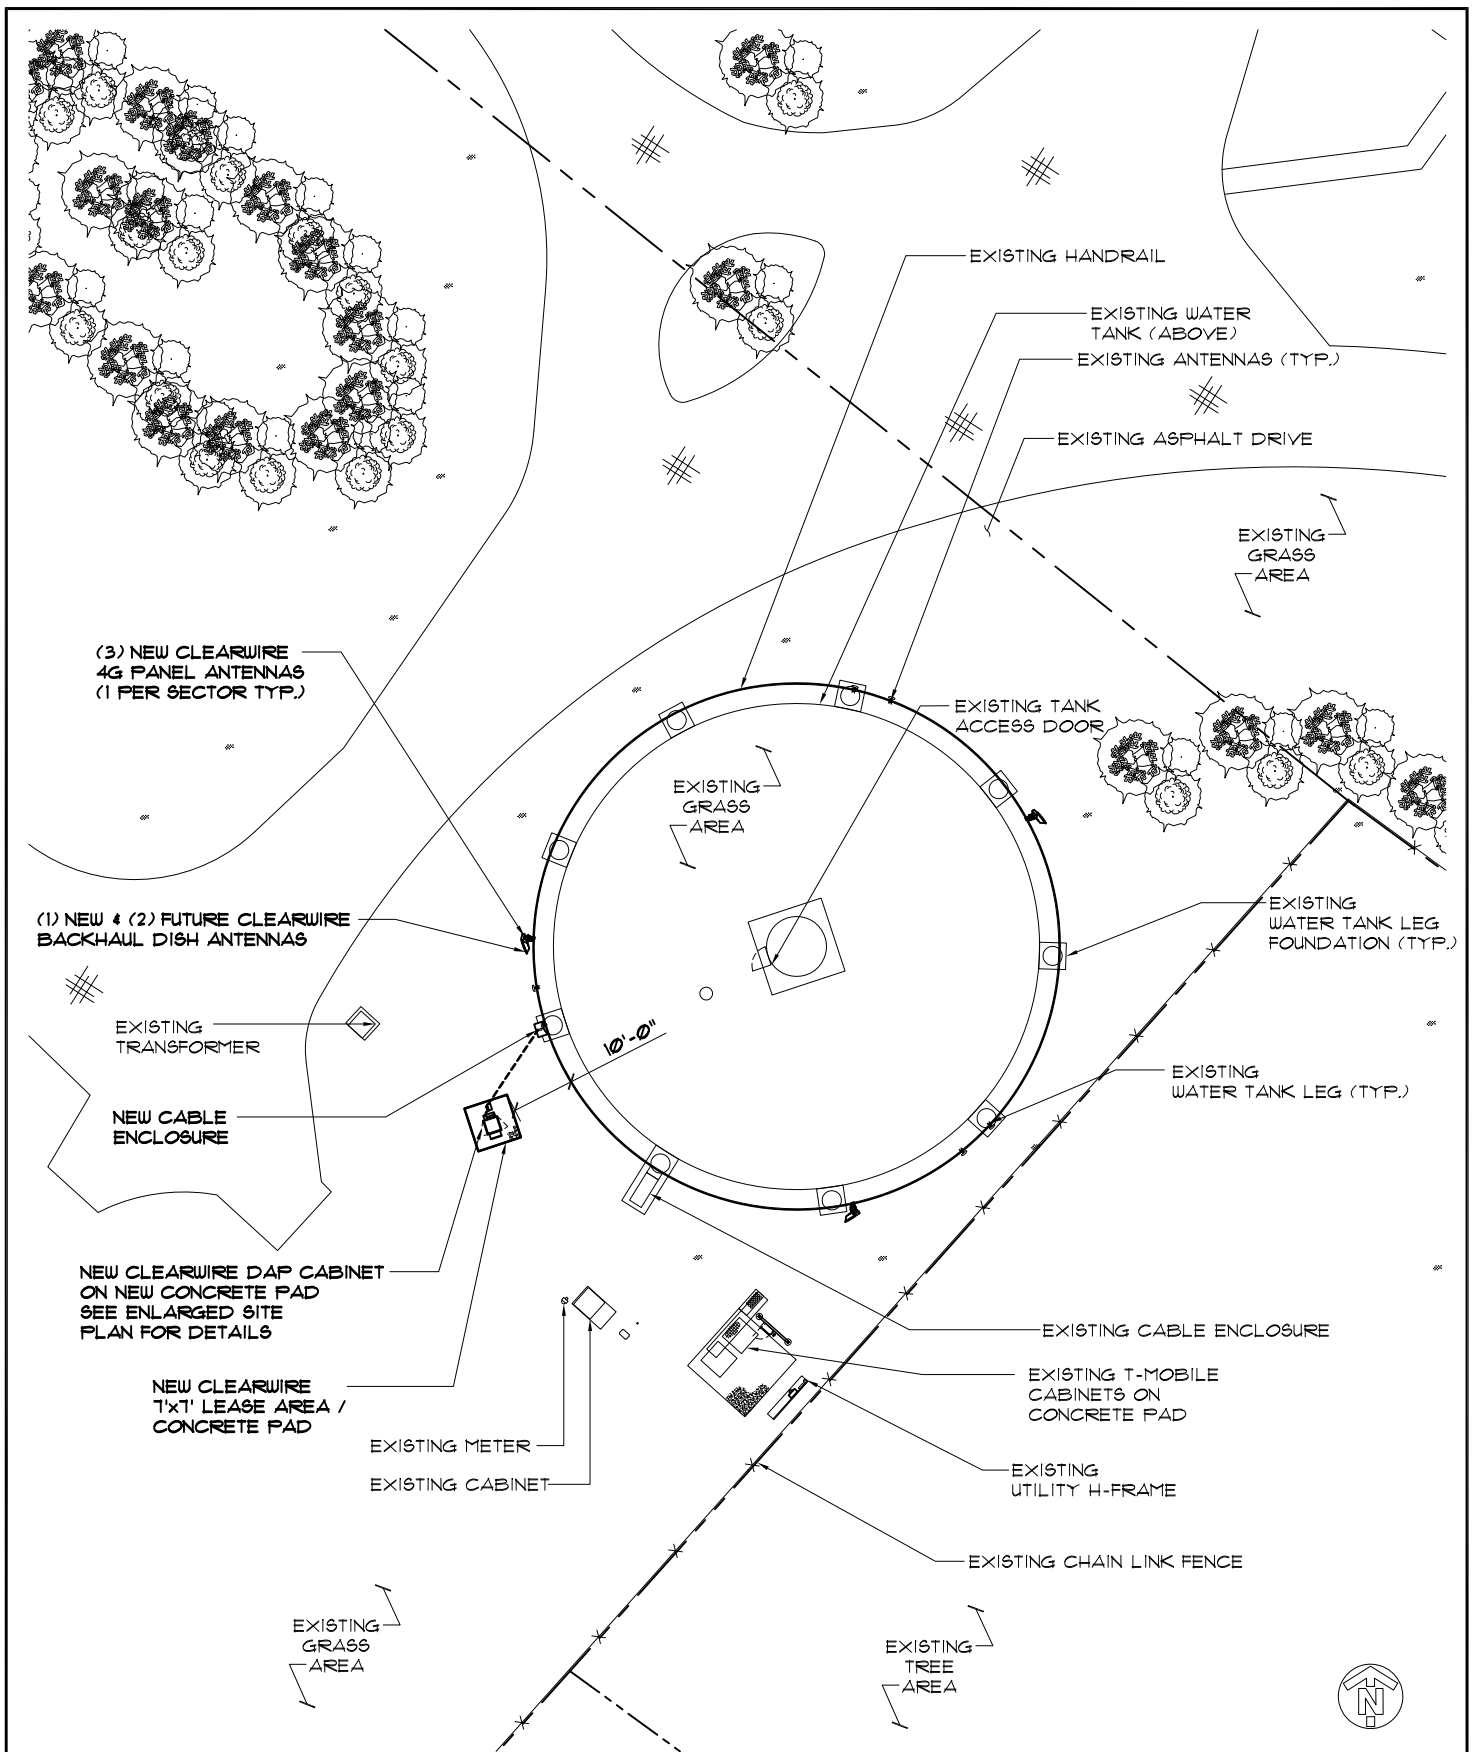 EXISTING HANDRAIL
EXISTING WATER
TANK (ABOVE)
EXISTING ANTENNAS (TYP.)
EXISTING ASPHALT DRIVE
EXISTING
GRASS
AREA
(3) NEW CLEARWIRE
4G PANEL ANTENNAS
(1 PER SECTOR TYP.)
EXISTING TANK
ACCESS DOOR
EXISTING
GRASS
AREA
(1) NEW & (2) FUTURE CLEARWIRE
BACKHAUL DISH ANTENNAS
EXISTING
WATER TANK LEG
FOUNDATION (TYP.)
EXISTING
TRANSFORMER
10'-0"
EXISTING
WATER TANK LEG (TYP.)
NEW CABLE
ENCLOSURE
NEW CLEARWIRE DAP CABINET
ON NEW CONCRETE PAD
SEE ENLARGED SITE
PLAN FOR DETAILS
EXISTING CABLE ENCLOSURE
NEW CLEARWIRE
7'x7' LEASE AREA /
CONCRETE PAD
EXISTING T-MOBILE
CABINETS ON
CONCRETE PAD
EXISTING METER
EXISTING CABINET
EXISTING
UTILITY H-FRAME
EXISTING CHAIN LINK FENCE
EXISTING
GRASS
AREA
EXISTING
TREE
AREA
N